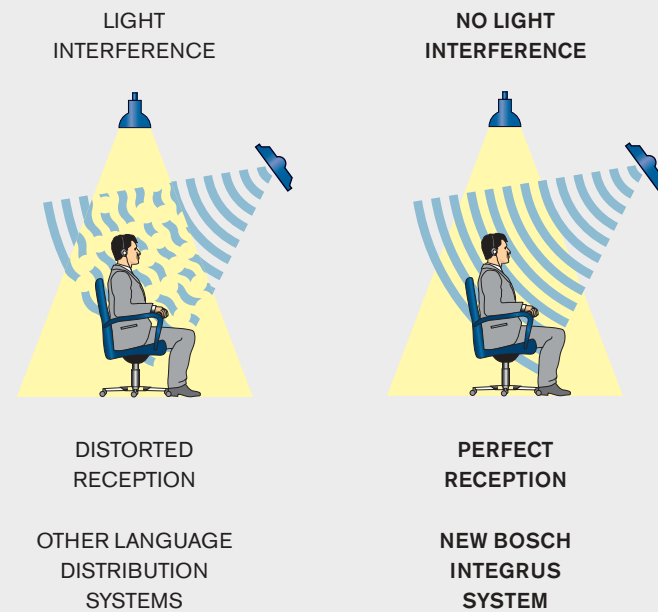 LIGHT
INTERFERENCE
DISTORTED
RECEPTION
OTHER LANGUAGE
DISTRIBUTION
SYSTEMS
NO LIGHT
INTERFERENCE
PERFECT
RECEPTION
NEW BOSCH
INTEGRUS
SYSTEM